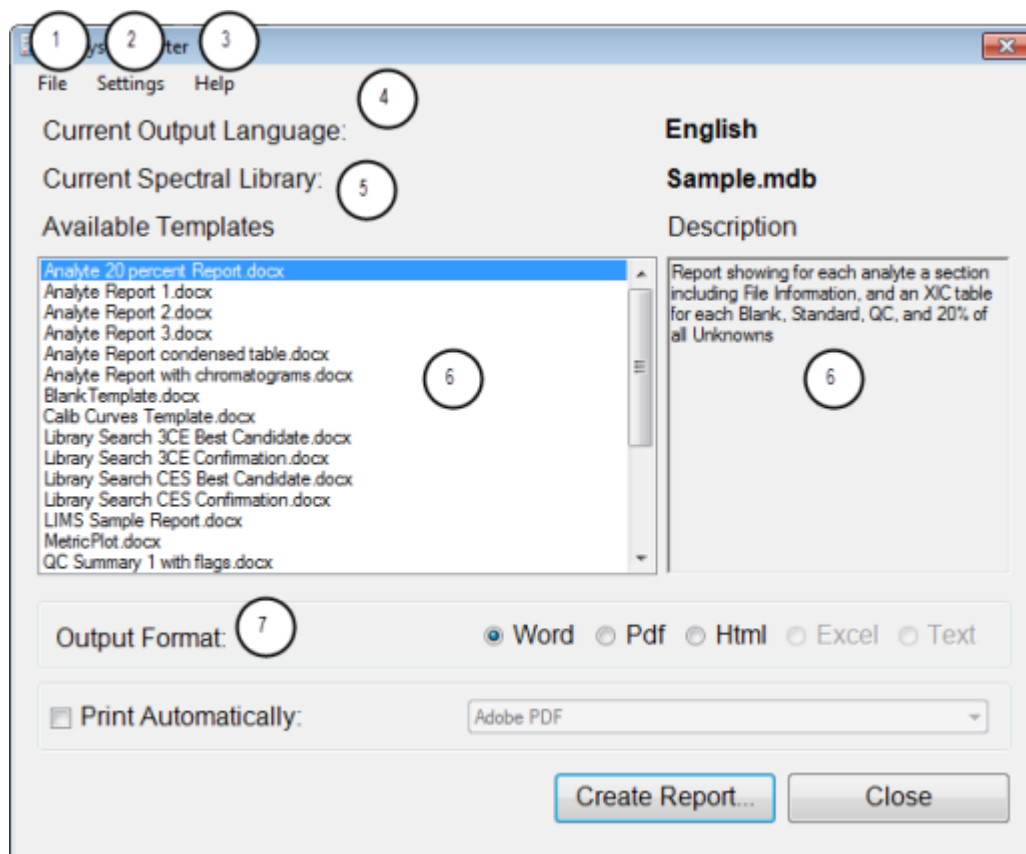 1 2 3
File Settings Help
4
Current Output Language: English
Current Spectral Library: Sample.mdb
5
Available Templates Description
Analyte 20 percent Report.docx
Analyte Report 1.docx
Analyte Report 2.docx
Analyte Report 3.docx
Analyte Report condensed table.docx
Analyte Report with chromatograms.docx
BlankTemplate.docx
Calib Curves Template.docx
Library Search 3CE Best Candidate.docx
Library Search 3CE Confirmation.docx
Library Search CES Best Candidate.docx
Library Search CES Confirmation.docx
LIMS Sample Report.docx
MetricPlot.docx
QC Summary 1 with flags.docx
6
Report showing for each analyte a section
including File Information, and an XIC table
for each Blank, Standard, QC, and 20% of
all Unknowns
6
7
Output Format: Word Pdf Html Excel Text
Print Automatically: Adobe PDF
Create Report... Close